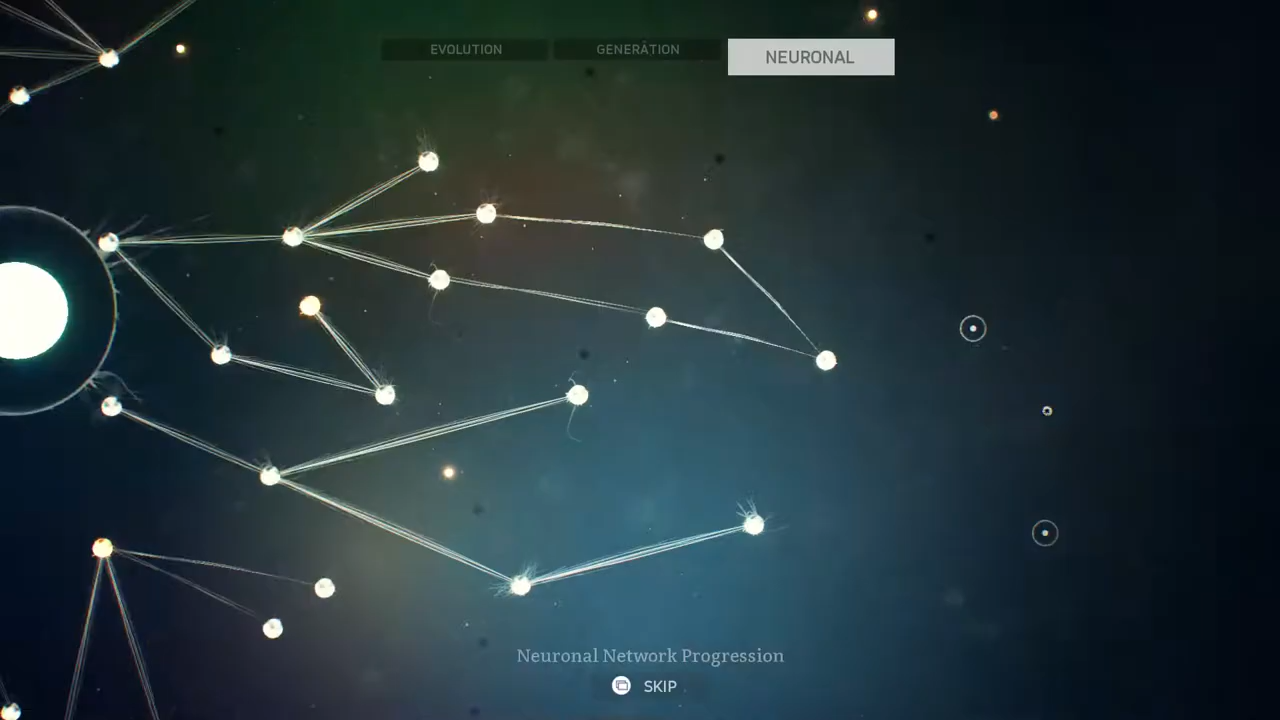 EVOLUTION
GENERATION
NEURONAL
Neuronal Network Progression
SKIP